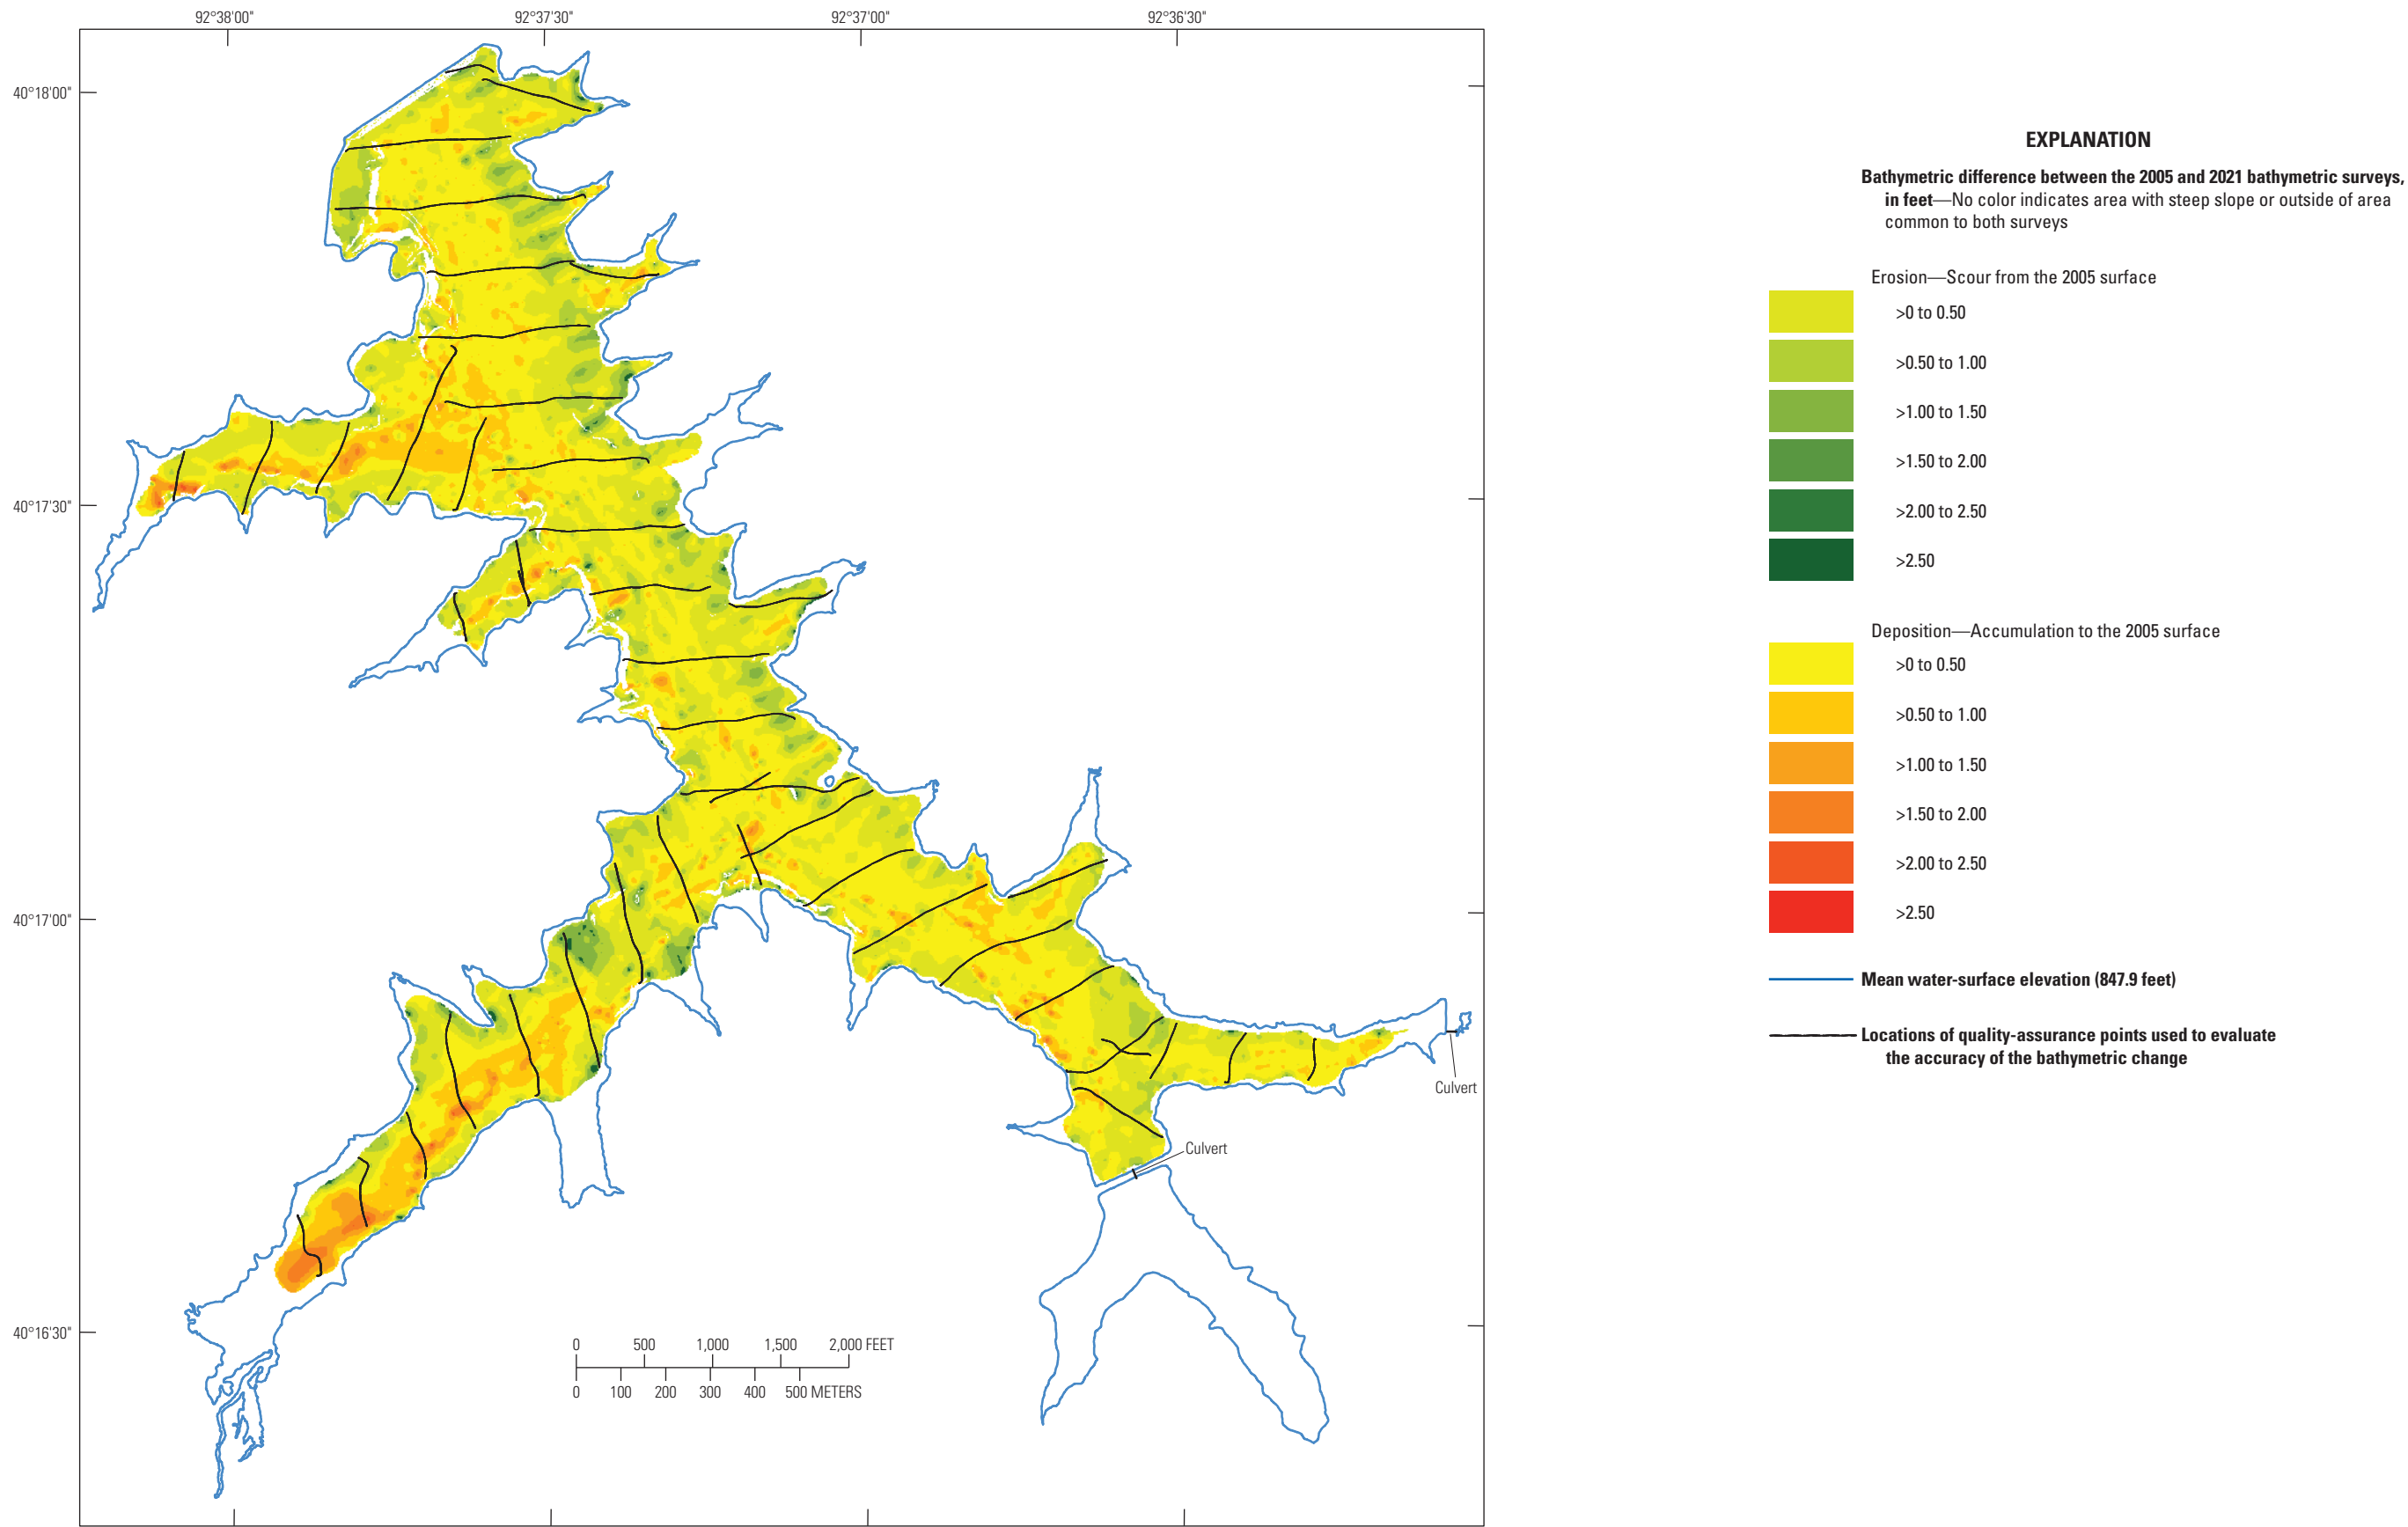 92°38'00"
92°37'30"
92°37'00"
92°36'30"
40°18'00"
40°17'30"
40°17'00"
40°16'30"
Culvert
Culvert
0 500 1,000 1,500 2,000 FEET
0 100 200 300 400 500 METERS
EXPLANATION
Bathymetric difference between the 2005 and 2021 bathymetric surveys,
in feet—No color indicates area with steep slope or outside of area
common to both surveys
Erosion—Scour from the 2005 surface
>0 to 0.50
>0.50 to 1.00
>1.00 to 1.50
>1.50 to 2.00
>2.00 to 2.50
>2.50
Deposition—Accumulation to the 2005 surface
>0 to 0.50
>0.50 to 1.00
>1.00 to 1.50
>1.50 to 2.00
>2.00 to 2.50
>2.50
Mean water-surface elevation (847.9 feet)
Locations of quality-assurance points used to evaluate
the accuracy of the bathymetric change